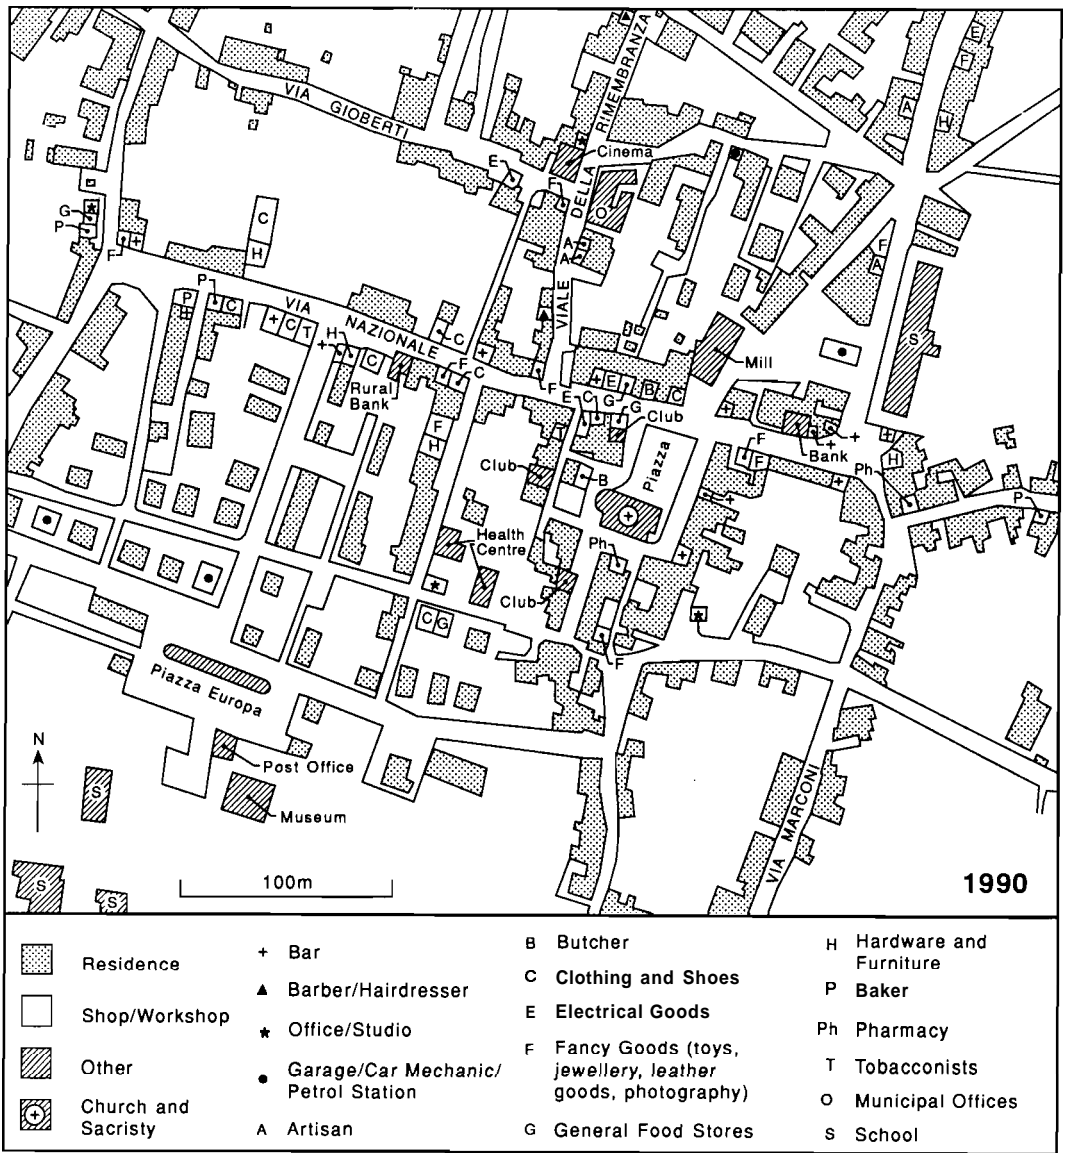 E
F
A
H
VIA GIOBERTI
VIALE DELLA RIMEMBRANZA
Cinema
E
F
O
G
P
F
C
H
A
A
F
A
S
P
P
C
VIA NAZIONALE
C
T
H
C
C
Rural
Bank
F
C
F
E
G
B
C
Mill
E
C
G
Club
T
F
H
Club
B
Piazza
F
F
Bank
H
Ph
P
Health
Centre
Ph
Club
C
G
F
Piazza Europa
N
Post Office
Museum
S
S
S
VIA MARCONI
100m
1990
Residence
Shop/Workshop
Other
Church and
Sacristy
+ Bar
Barber/Hairdresser
Office/Studio
Garage/Car Mechanic/
Petrol Station
A Artisan
B Butcher
C Clothing and Shoes
E Electrical Goods
F Fancy Goods (toys,
jewellery, leather
goods, photography)
G General Food Stores
H Hardware and
Furniture
P Baker
Ph Pharmacy
T Tobacconists
O Municipal Offices
S School